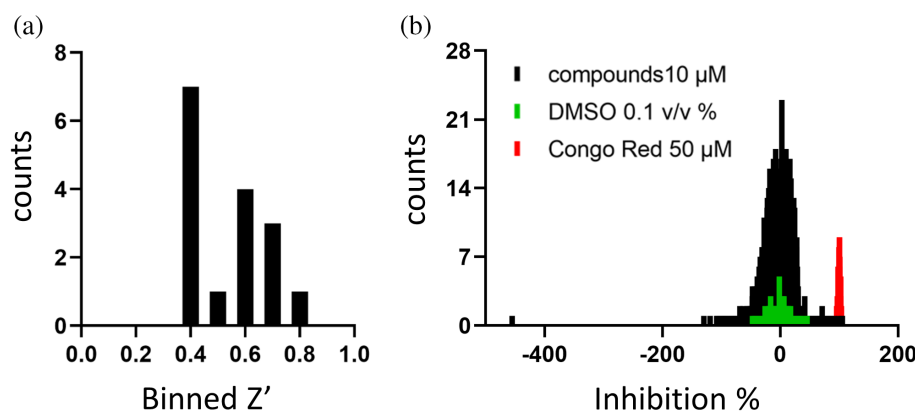 (a)
(b)
8
6
4
2
0
counts
0.0 0.2 0.4 0.6 0.8 1.0
Binned Z’
28
21
14
7
0
counts
compounds10 µM
DMSO 0.1 v/v %
Congo Red 50 µM
-400 -200 0 200
Inhibition %